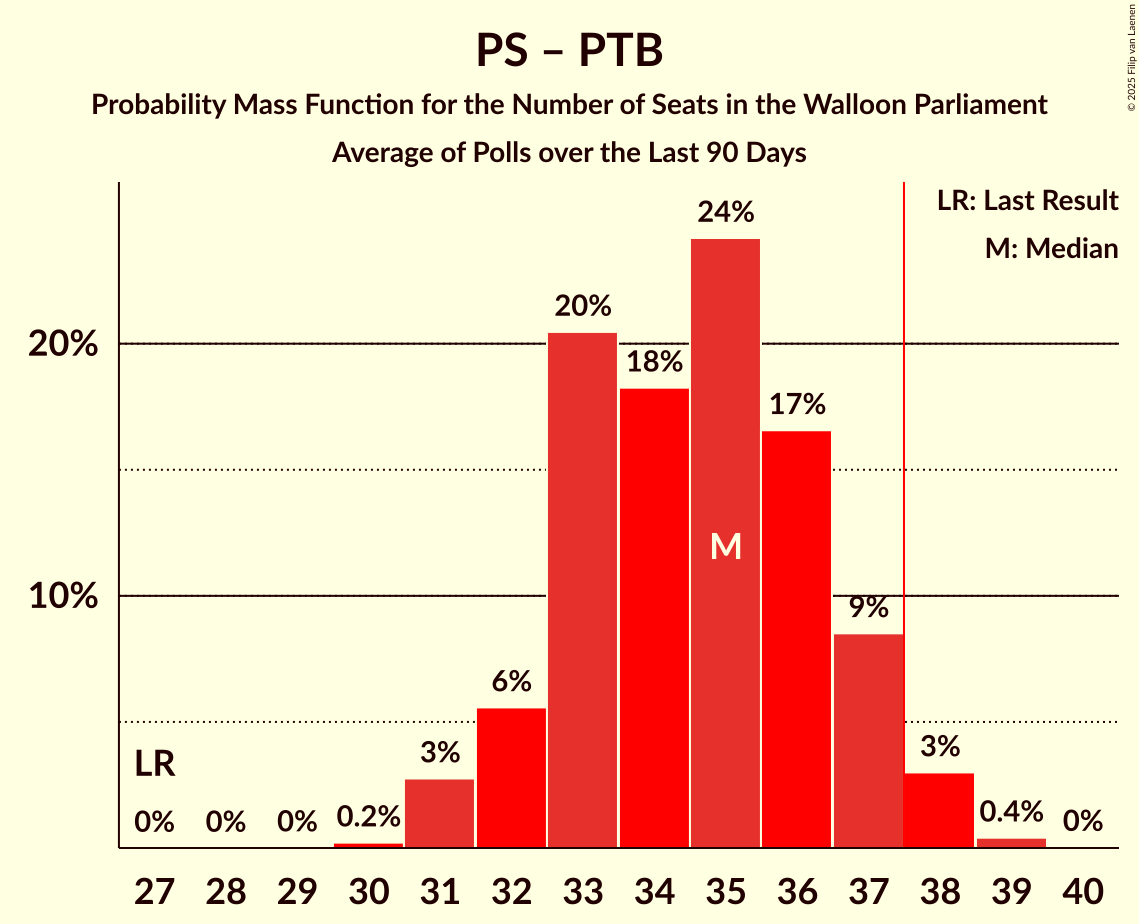 PS – PTB
Probability Mass Function for the Number of Seats in the Walloon Parliament
Average of Polls over the Last 90 Days
© 2025 Filip van Laenen
LR: Last Result
M: Median
20%
10%
LR
0%
0%
0%
0.2%
3%
6%
20%
18%
24%
M
17%
9%
3%
0.4%
0%
27 28 29 30 31 32 33 34 35 36 37 38 39 40